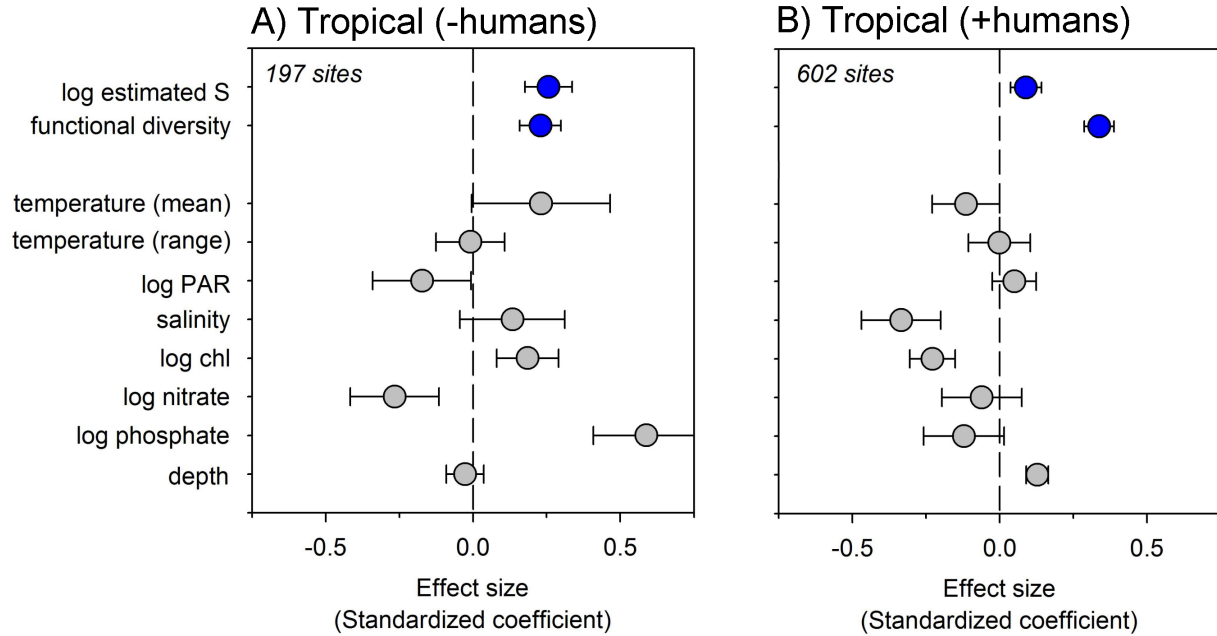 A) Tropical (-humans)
197 sites
log estimated S
functional diversity
temperature (mean)
temperature (range)
log PAR
salinity
log chl
log nitrate
log phosphate
depth
-0.5 0.0 0.5
Effect size
(Standardized coefficient)
B) Tropical (+humans)
602 sites
-0.5 0.0 0.5
Effect size
(Standardized coefficient)